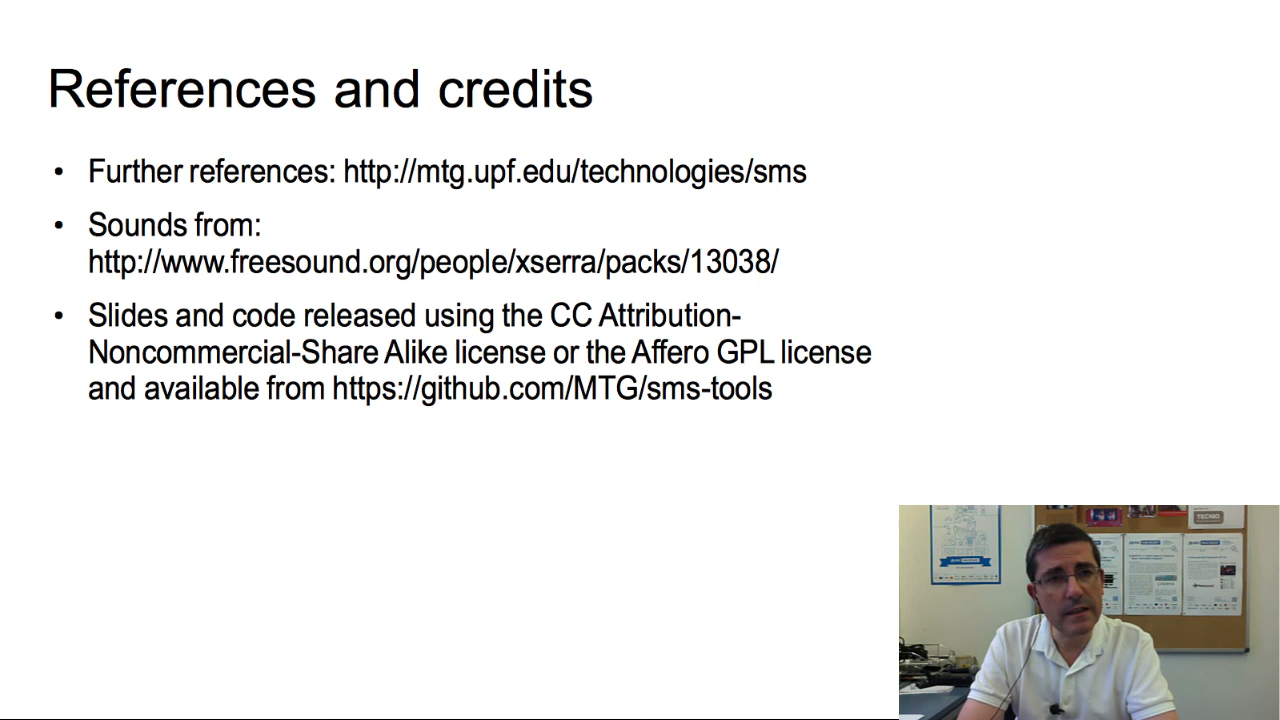 References and credits
• Further references: http://mtg.upf.edu/technologies/sms
• Sounds from:
http://www.freesound.org/people/xserra/packs/13038/
• Slides and code released using the CC Attribution-
Noncommercial-Share Alike license or the Affero GPL license
and available from https://github.com/MTG/sms-tools
TECNIO